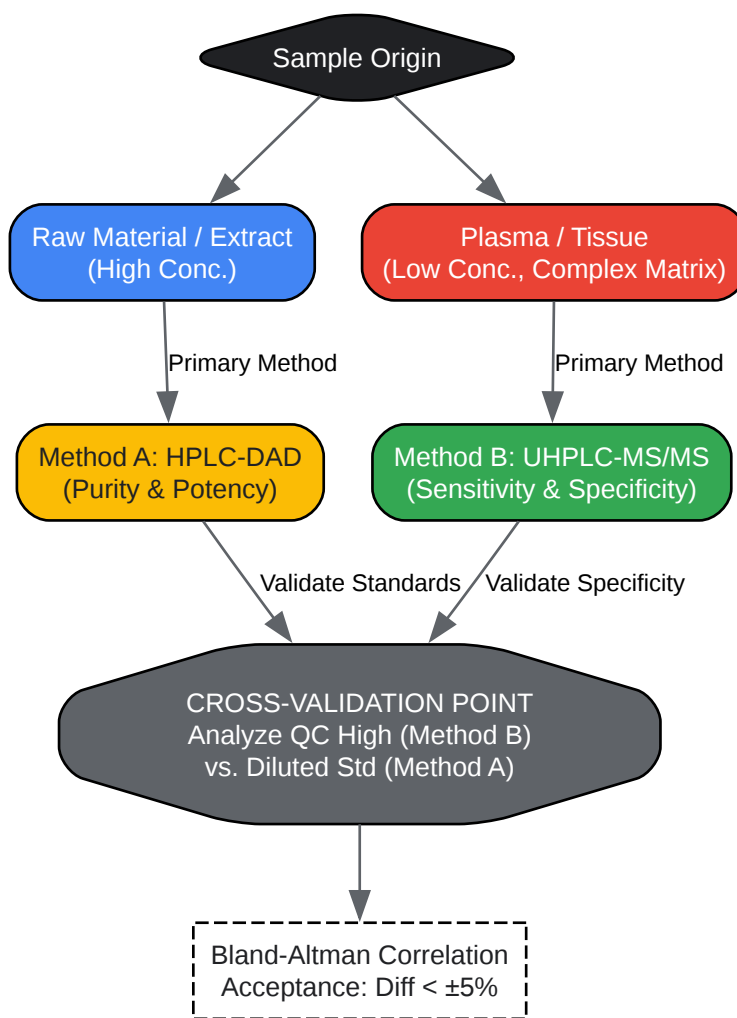 Sample Origin
Raw Material / Extract
(High Conc.)
Plasma / Tissue
(Low Conc., Complex Matrix)
Primary Method
Primary Method
Method A: HPLC-DAD
(Purity & Potency)
Method B: UHPLC-MS/MS
(Sensitivity & Specificity)
Validate Standards
Validate Specificity
CROSS-VALIDATION POINT
Analyze QC High (Method B)
vs. Diluted Std (Method A)
Bland-Altman Correlation
Acceptance: Diff < ±5%